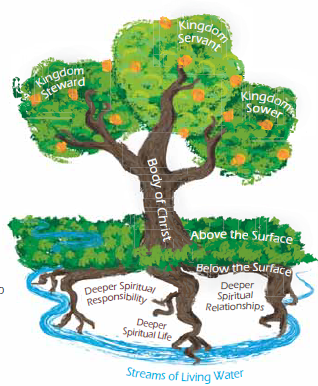 Kingdom
Servant
Kingdom
Steward
Kingdom
Sower
Body of Christ
Above the Surface
Below the Surface
Deeper Spiritual
Responsibility
Deeper
Spiritual
Relationships
Deeper
Spiritual Life
Streams of Living Water